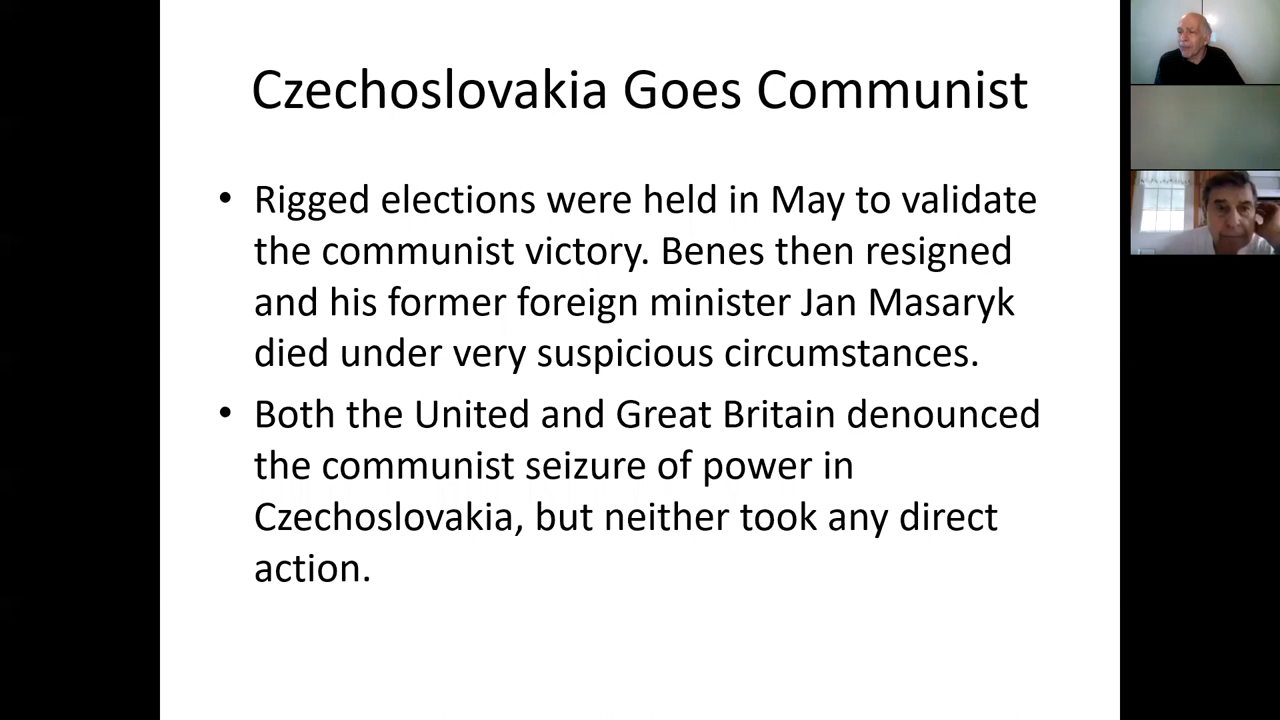 Czechoslovakia Goes Communist
• Rigged elections were held in May to validate
the communist victory. Benes then resigned
and his former foreign minister Jan Masaryk
died under very suspicious circumstances.
• Both the United and Great Britain denounced
the communist seizure of power in
Czechoslovakia, but neither took any direct
action.